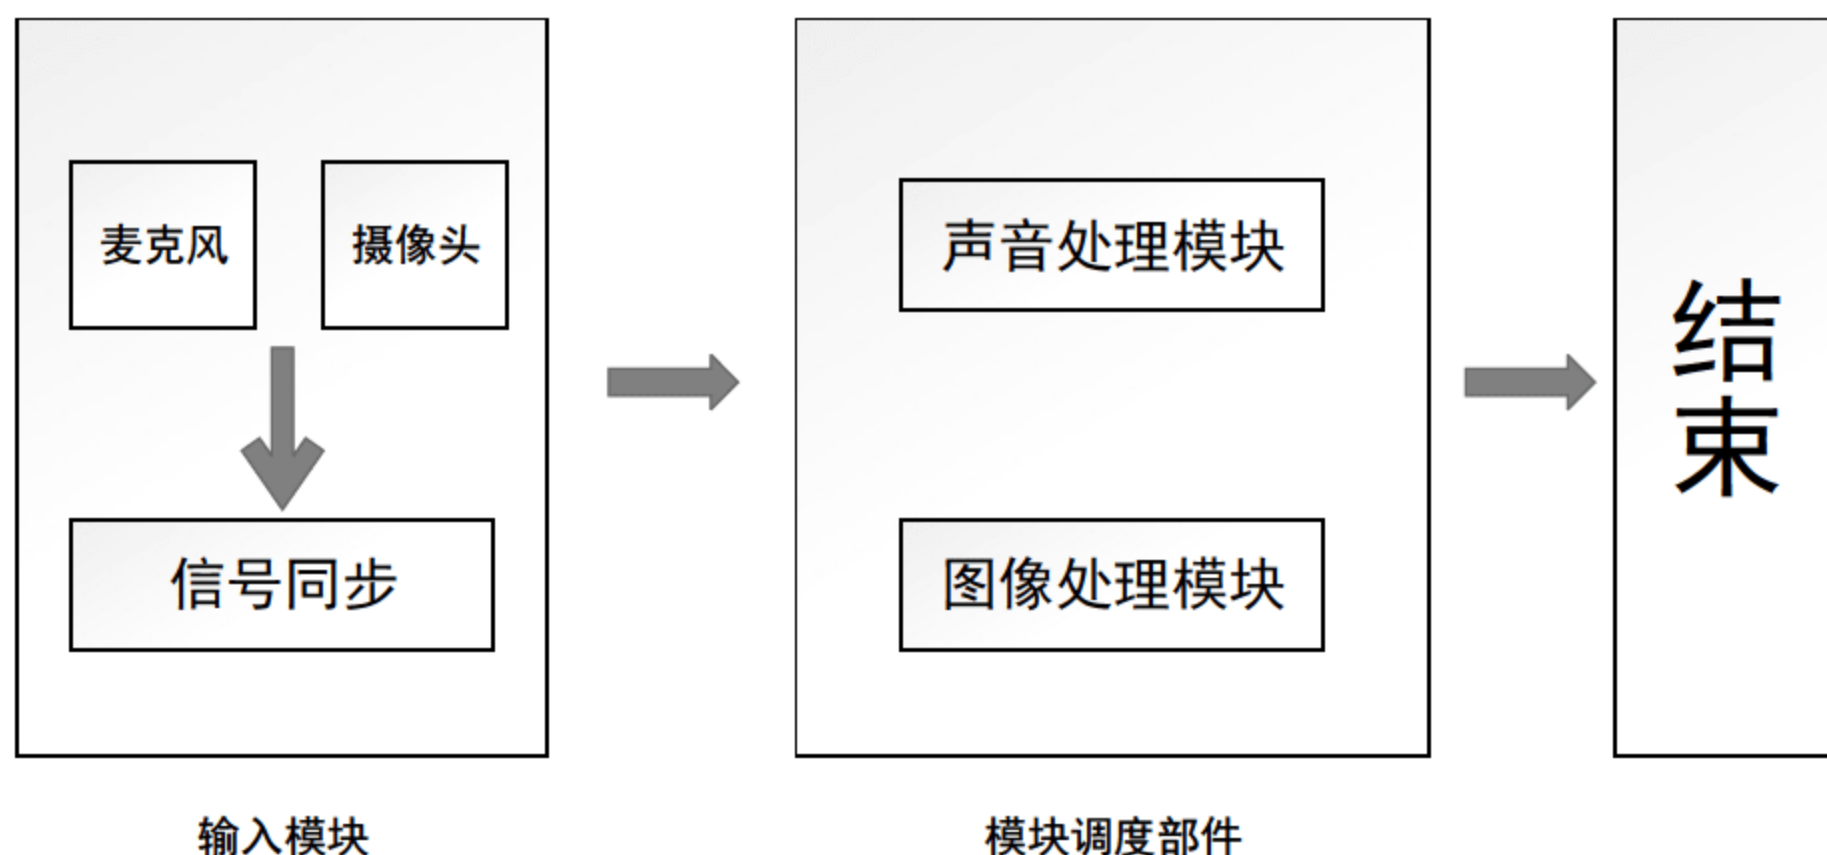 麦克风
摄像头
信号同步
输入模块
声音处理模块
图像处理模块
模块调度部件
结
束